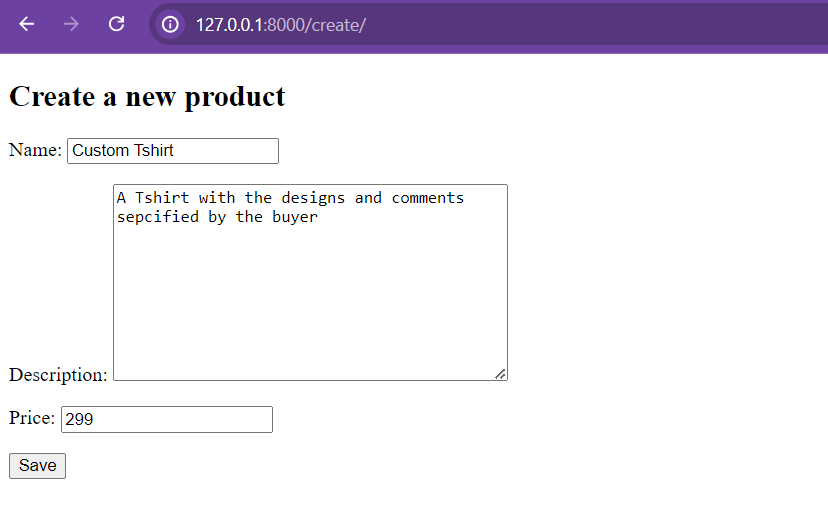 127.0.0.1:8000/create/
Create a new product
Name: Custom Tshirt
A Tshirt with the designs and comments
sepcified by the buyer
Description:
Price: 299
Save